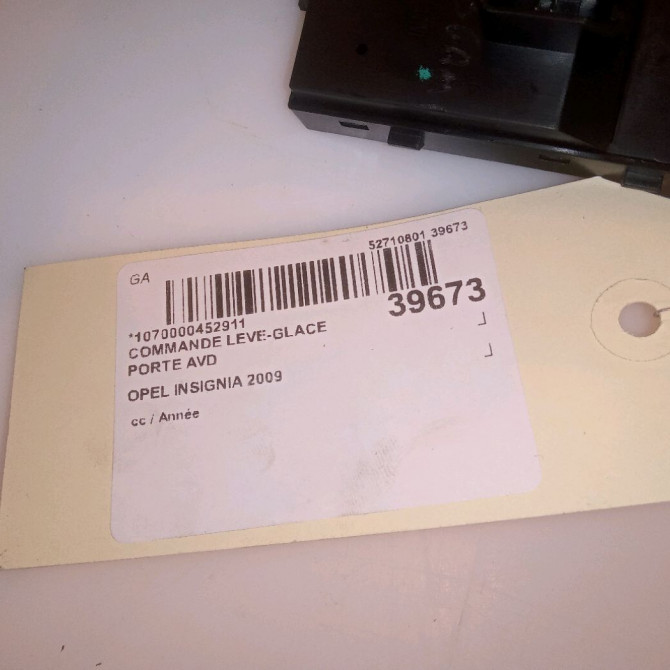 GA
52710801 39673
39673
*1070000452911
COMMANDE LEVE-GLACE
PORTE AVD
OPEL INSIGNIA 2009
cc / Année